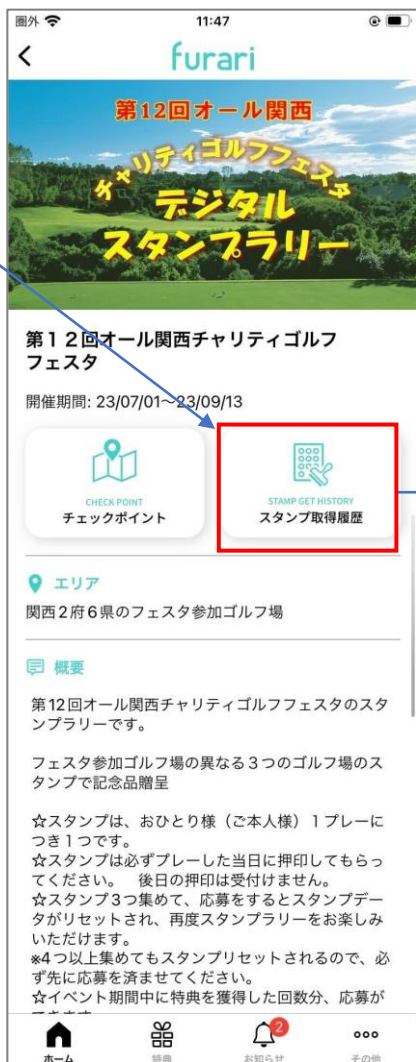 圏外
11:47
furari
第12回オール関西
チャリティゴルフフェスタ
デジタル
スタンプラリー
第12回オール関西チャリティゴルフ
フェスタ
開催期間: 23/07/01～23/09/13
CHECK POINT
チェックポイント
STAMP GET HISTORY
スタンプ取得履歴
エリア
関西2府6県のフェスタ参加ゴルフ場
概要
第12回オール関西チャリティゴルフフェスタのスタ
ンプラリーです。
フェスタ参加ゴルフ場の異なる3つのゴルフ場のス
タンプで記念品贈呈
☆スタンプは、おひとり様（ご本人様）1プレーに
つき1つです。
☆スタンプは必ずプレーした当日に押印してもらっ
てください。　後日の押印は受付けません。
☆スタンプ3つ集めて、応募をするとスタンプデー
タがリセットされ、再度スタンプラリーをお楽しみ
いただけます。
※4つ以上集めてもスタンプリセットされるので、必
ず先に応募を済ませてください。
☆イベント期間中に特典を獲得した回数分、応募が
ホーム
特典
2
お知らせ
その他